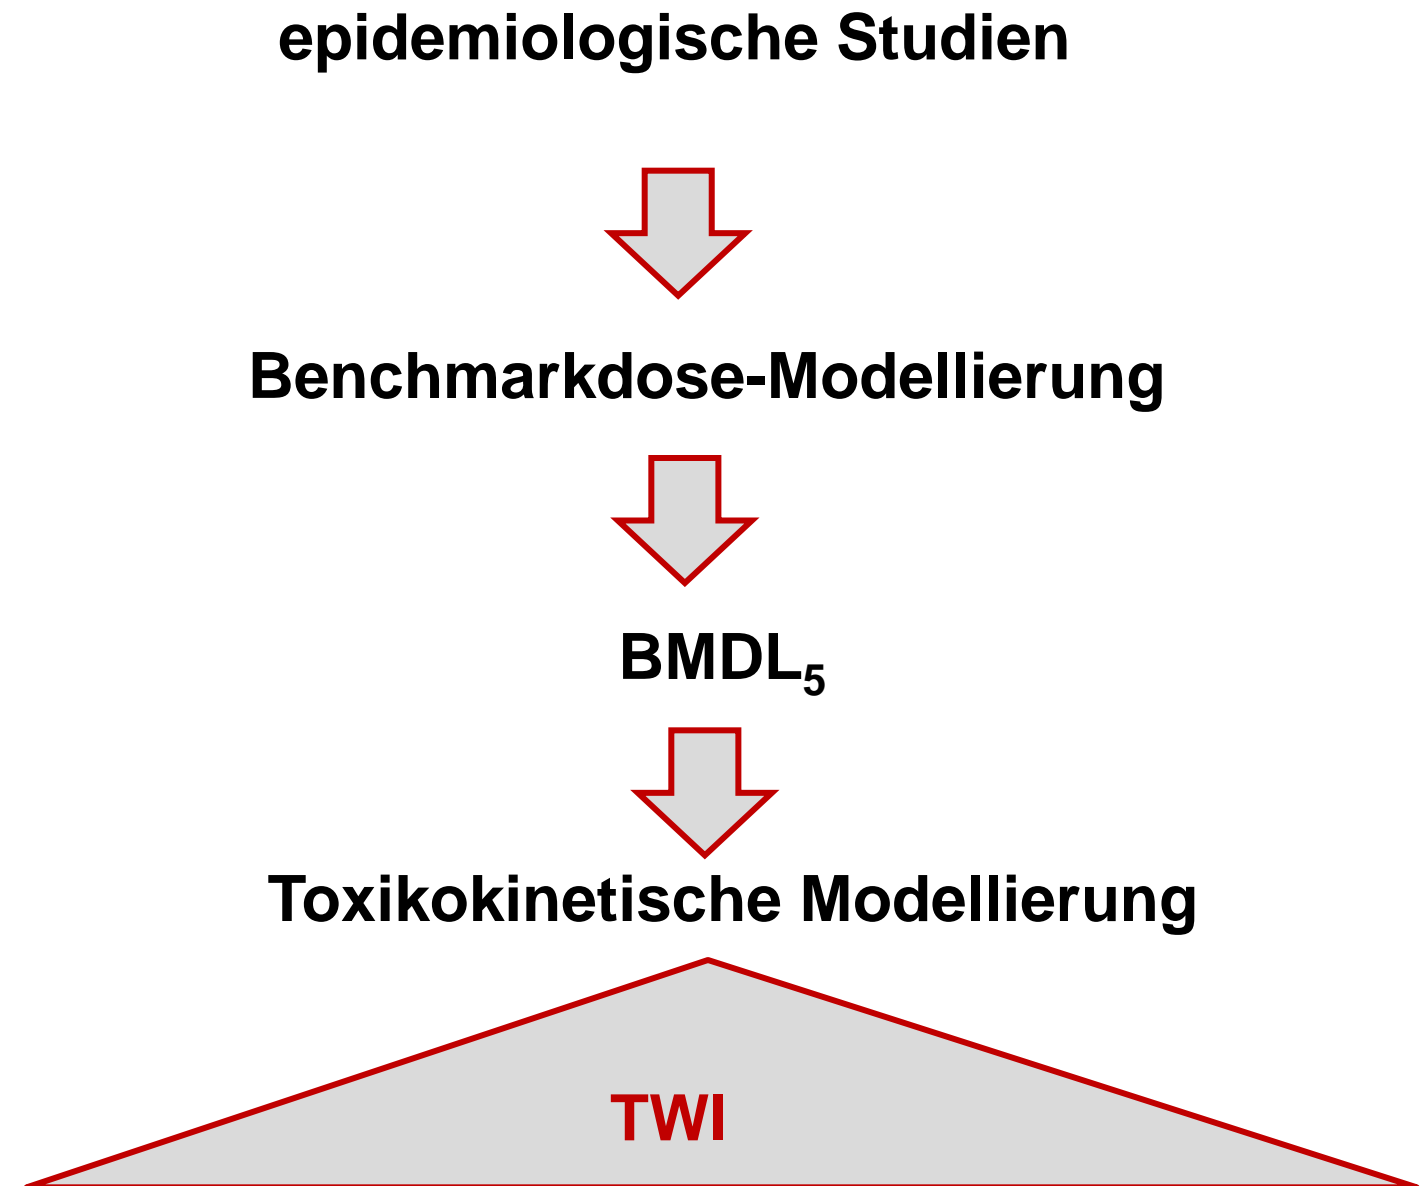 epidemiologische Studien
Benchmarkdose-Modellierung
BMDL₅
Toxikokinetische Modellierung
TWI